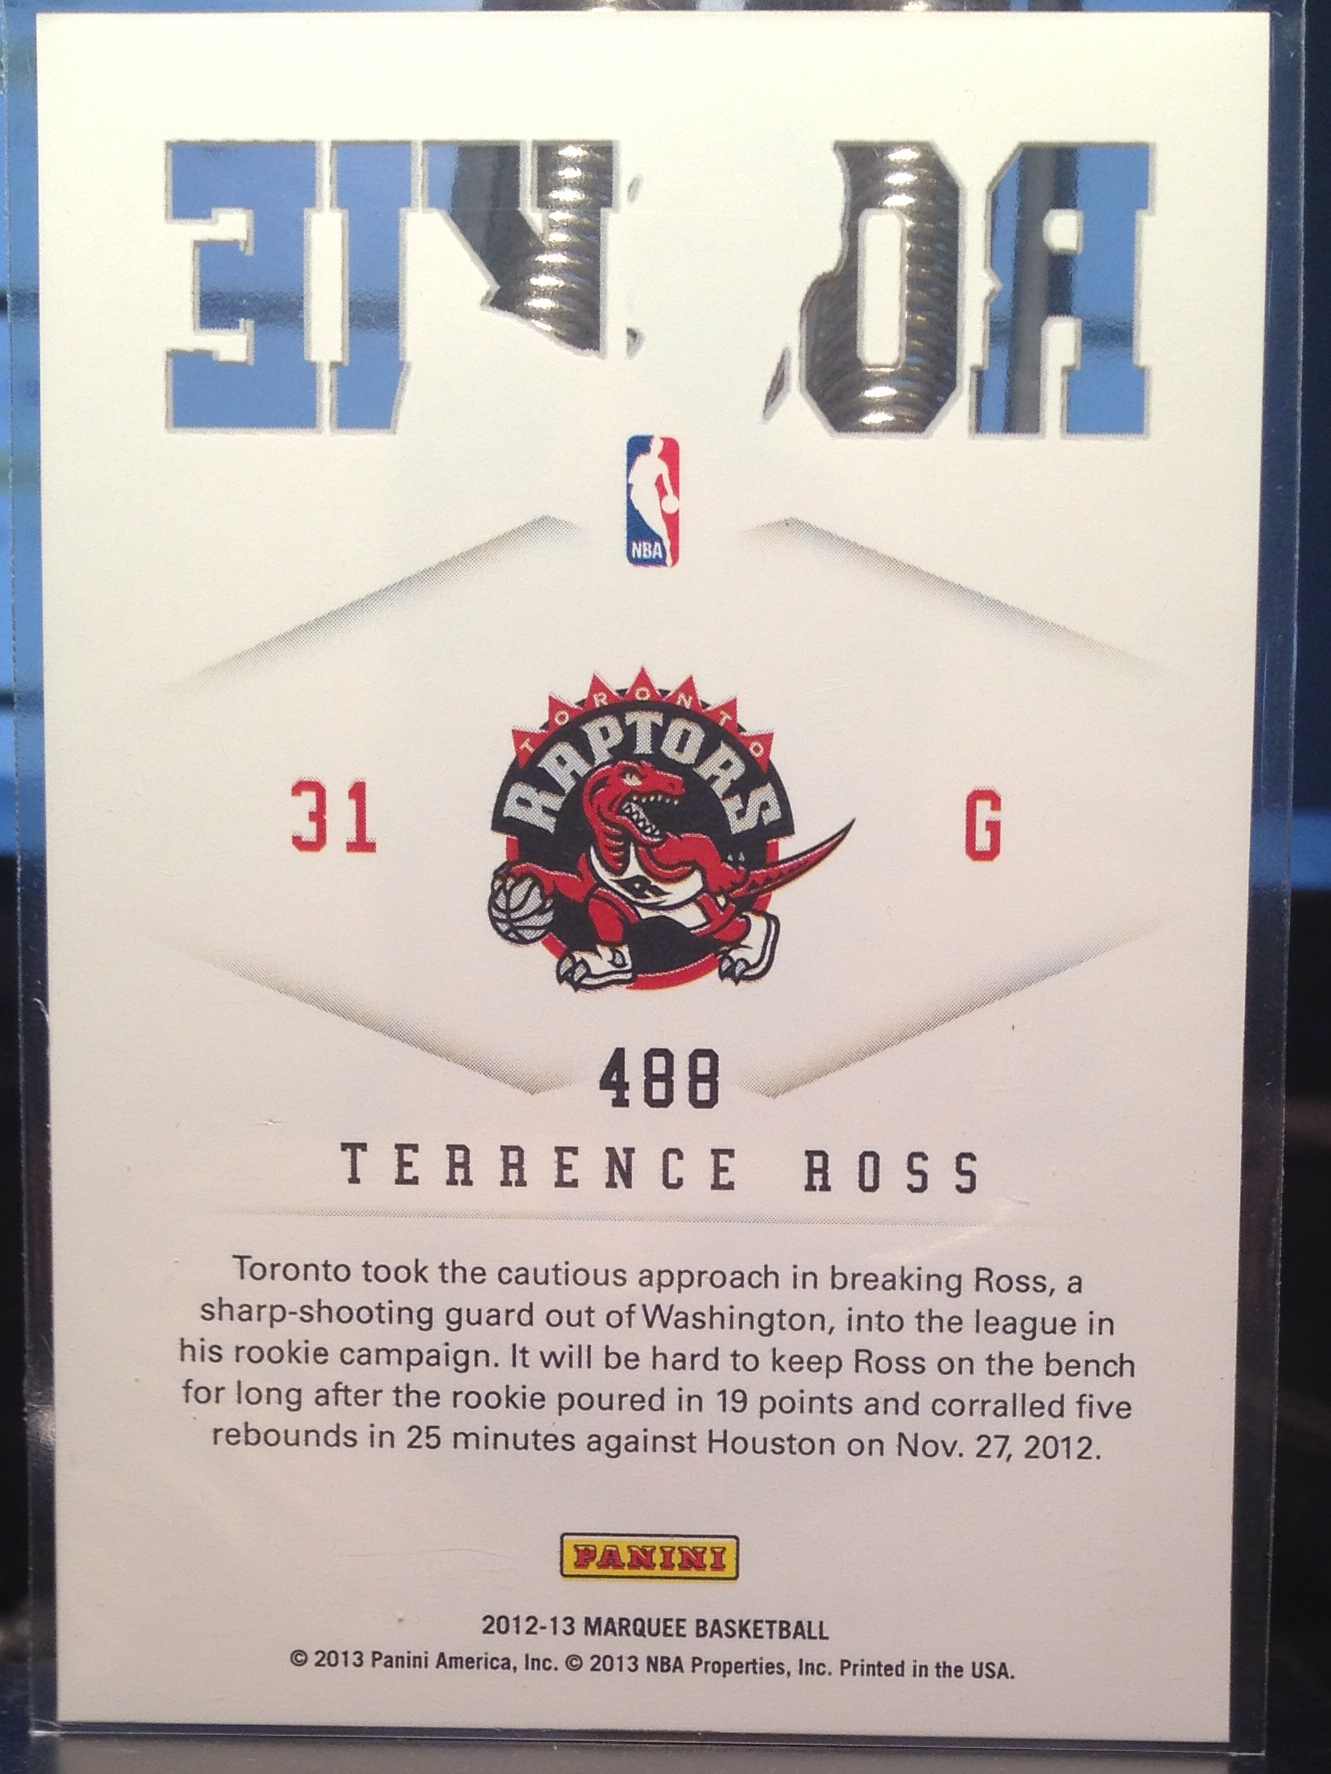 NBA
TORONTO
RAPTORS
31
G
488
TERRENCE ROSS
Toronto took the cautious approach in breaking Ross, a
sharp-shooting guard out of Washington, into the league in
his rookie campaign. It will be hard to keep Ross on the bench
for long after the rookie poured in 19 points and corralled five
rebounds in 25 minutes against Houston on Nov. 27, 2012.
PANINI
2012-13 MARQUEE BASKETBALL
© 2013 Panini America, Inc. © 2013 NBA Properties, Inc. Printed in the USA.